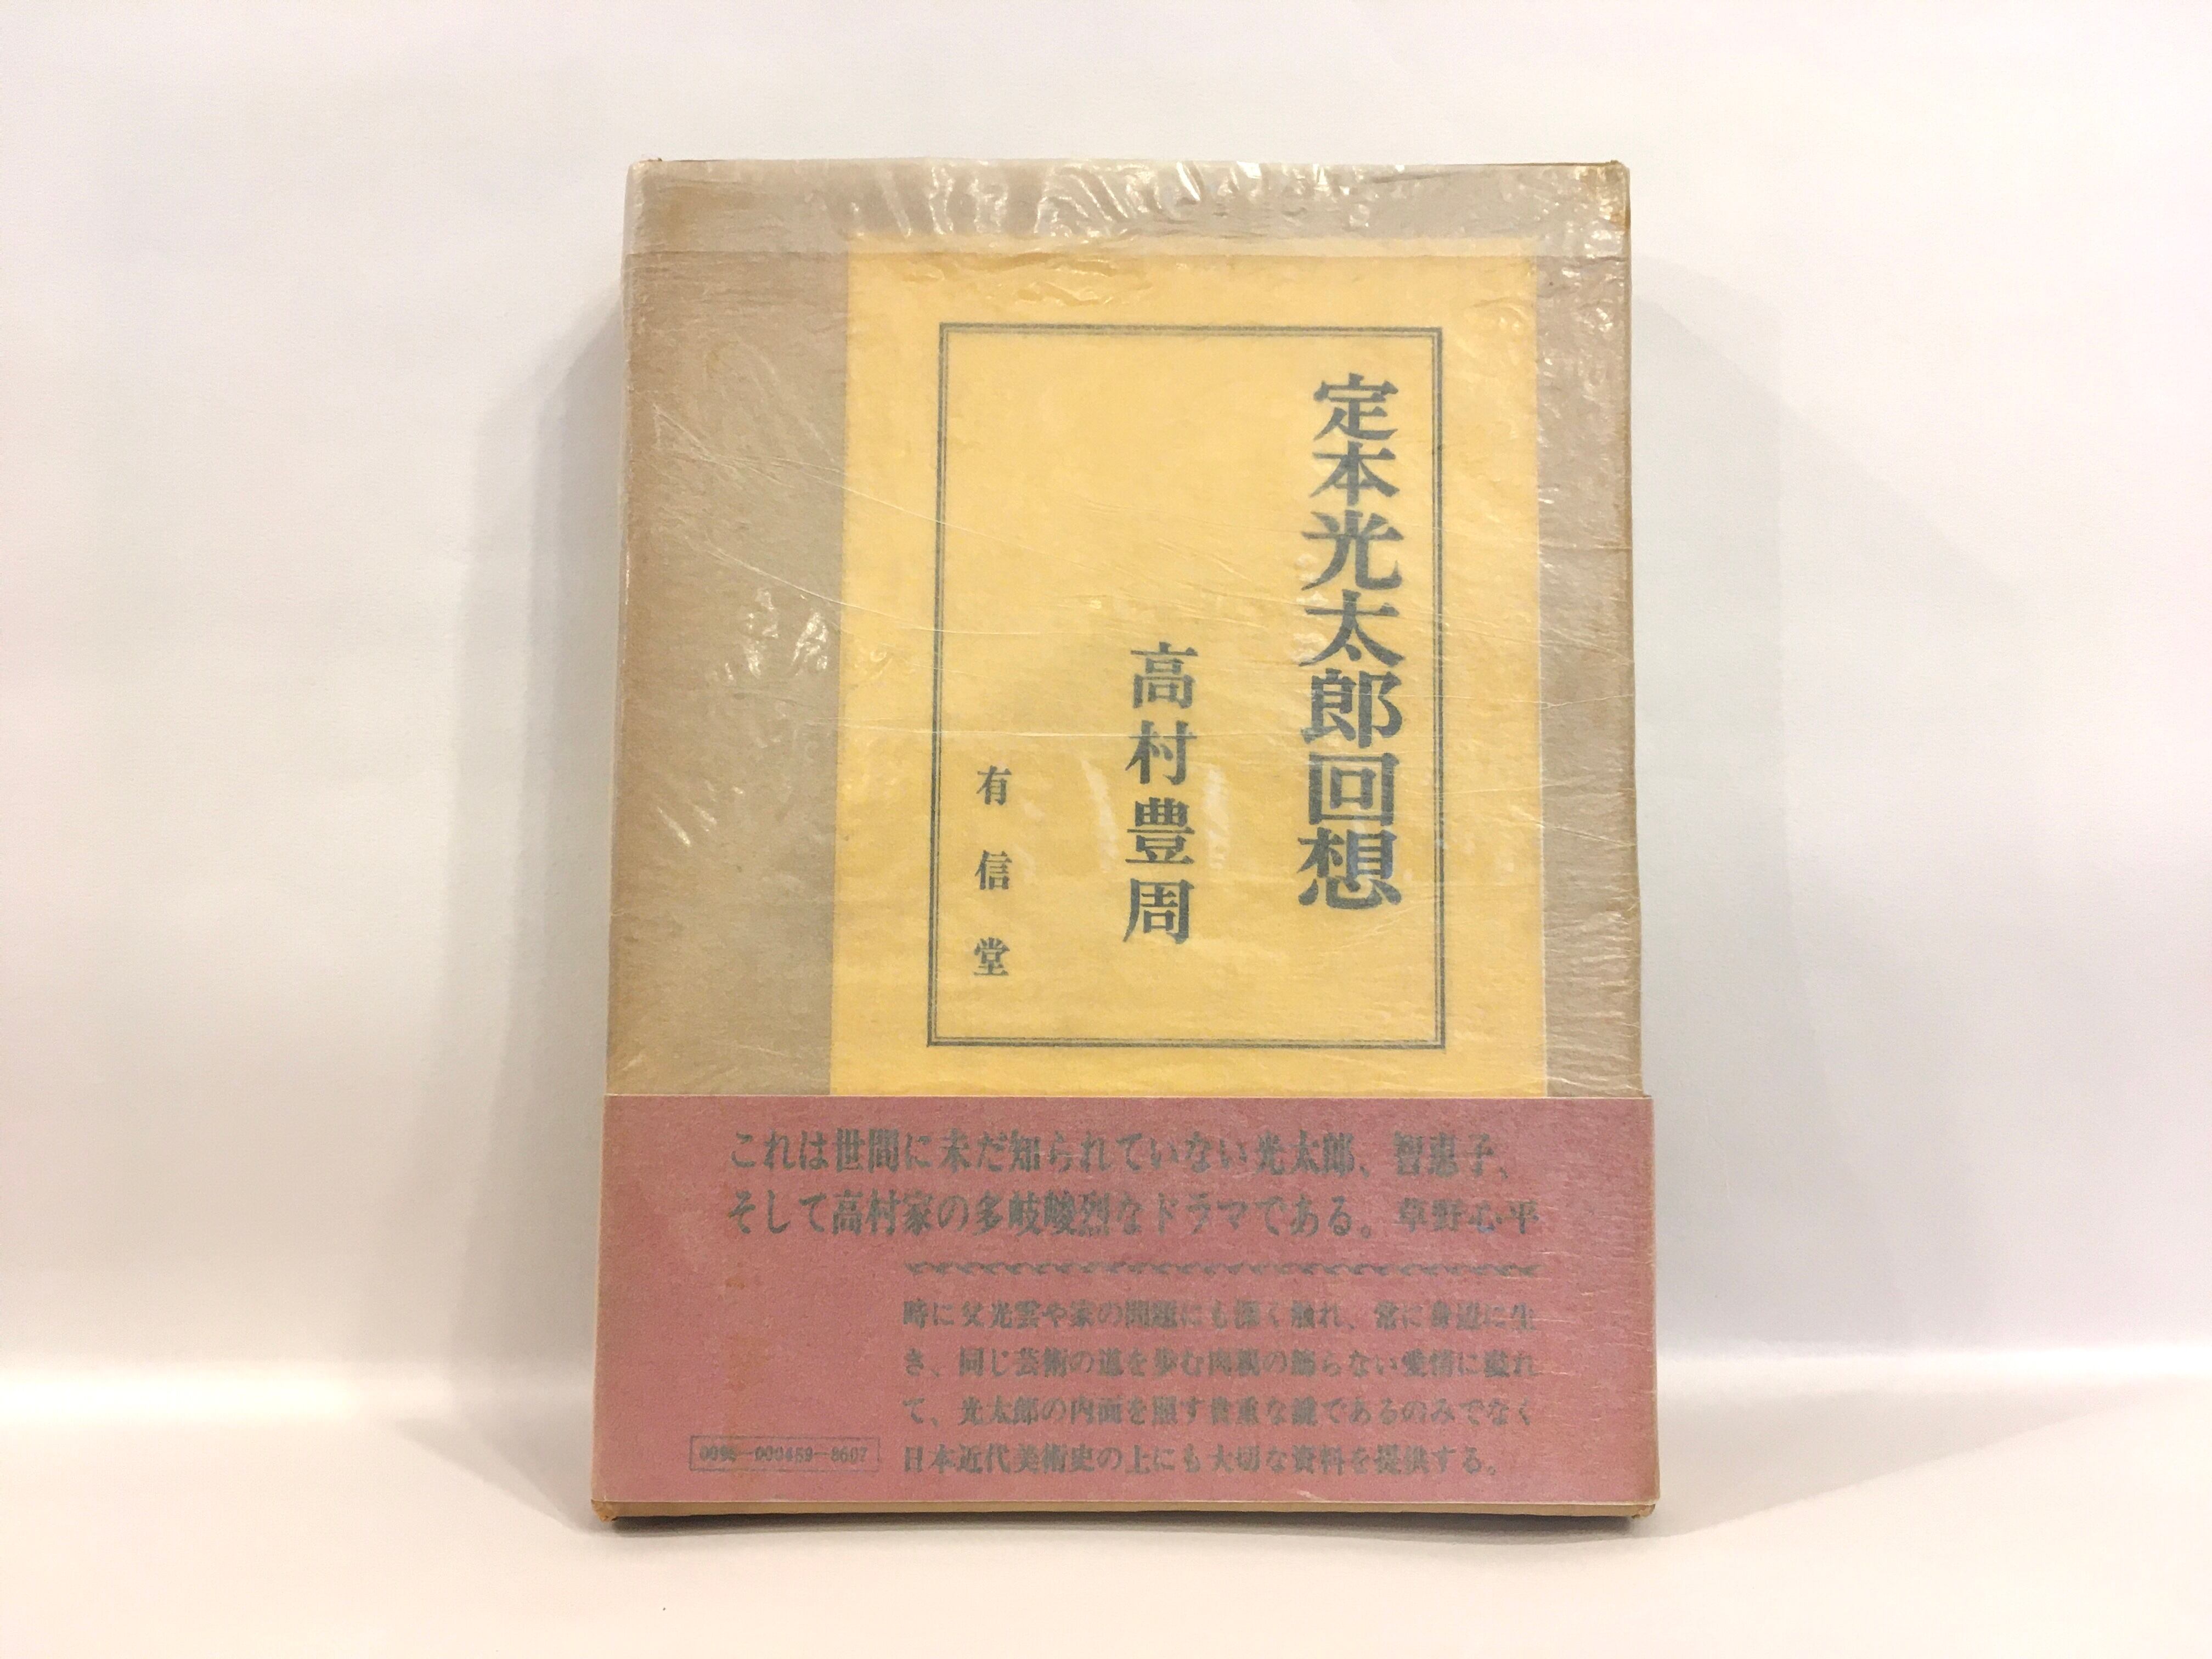 定本光太郎回想
高村豊周
有信堂
これは世間に未だ知られていない光太郎、智恵子、
そして高村家の多岐峻烈なドラマである。草野心平
時に父光雲や家の問題にも深く触れ、常に身辺に生
き、同じ芸術の道を歩む肉親の飾らない愛情に溢れ
て、光太郎の内面を照す貴重な鍵であるのみでなく
日本近代美術史の上にも大切な資料を提供する。
0095-000459-8607